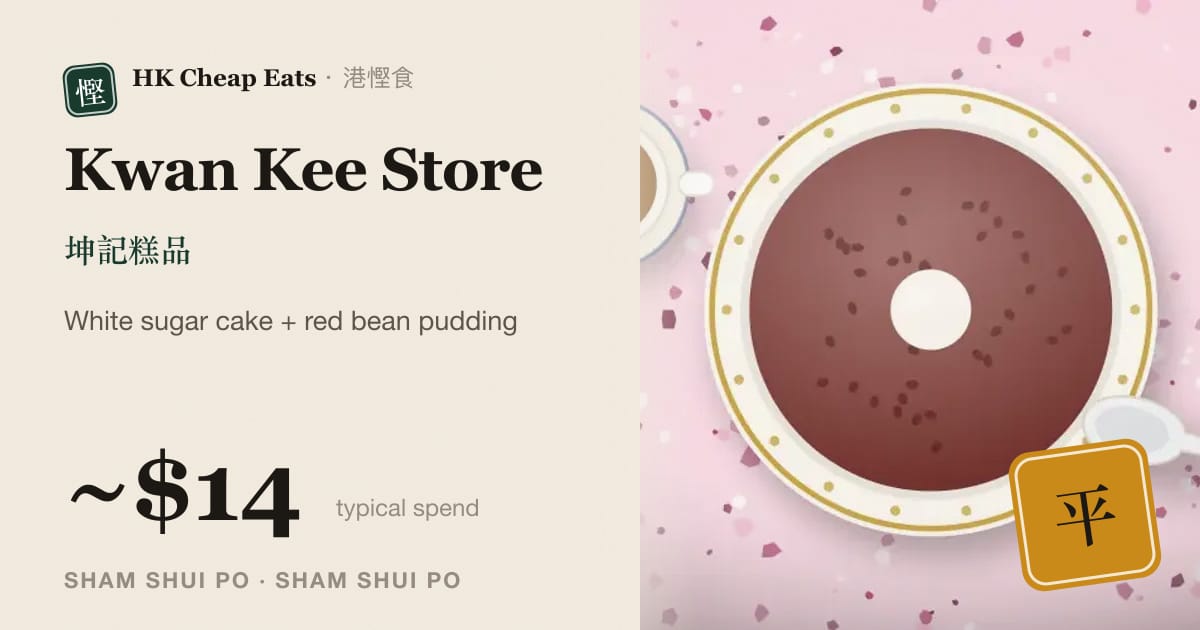 慳
HK Cheap Eats · 港慳食
Kwan Kee Store
坤記糕品
White sugar cake + red bean pudding
~$14 typical spend
SHAM SHUI PO · SHAM SHUI PO
平